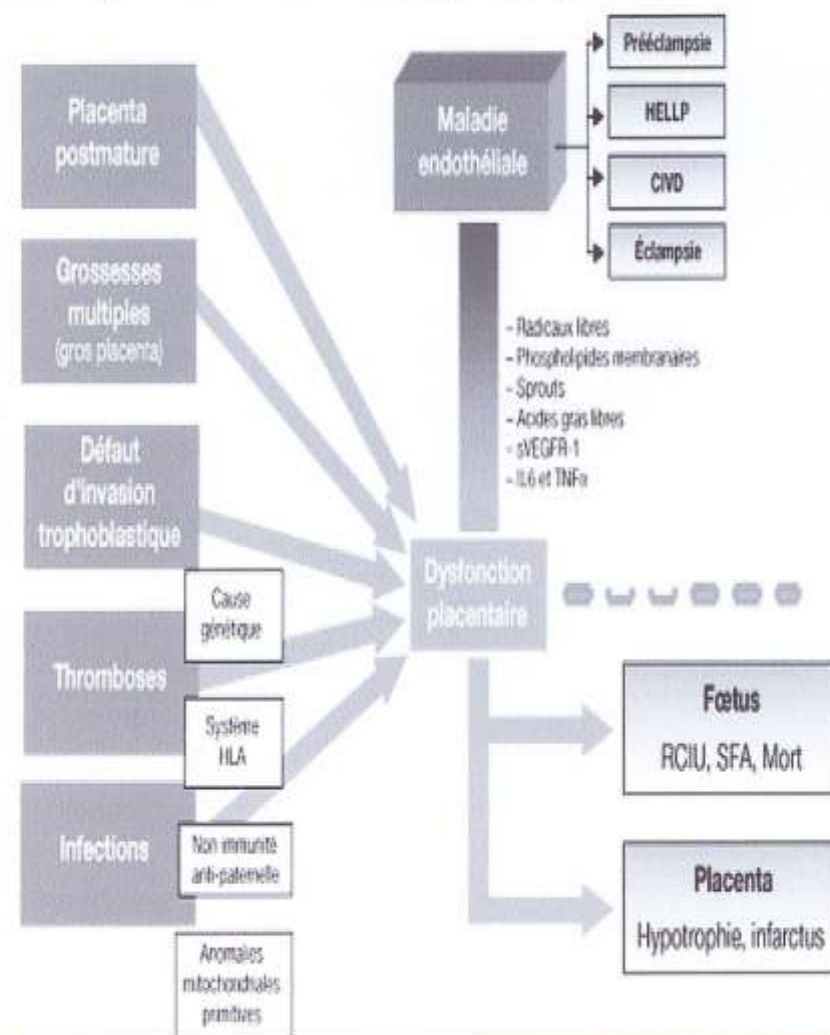 Placenta
postmature
Grossesses
multiples
(gros placenta)
Défaut
d'invasion
trophoblastique
Thromboses
Infections
Cause
génétique
Système
HLA
Non immunité
anti-paternelle
Anomalies
mitochondriales
primitives
Maladie
endothéliale
Prééclampsie
HELLP
CIVD
Éclampsie
- Radicaux libres
- Phospholipides membranaires
- Sprouts
- Acides gras libres
- sVEGFR-1
- IL6 et TNFα
Dysfonction
placentaire
Fœtus
RCIU, SFA, Mort
Placenta
Hypotrophie, infarctus